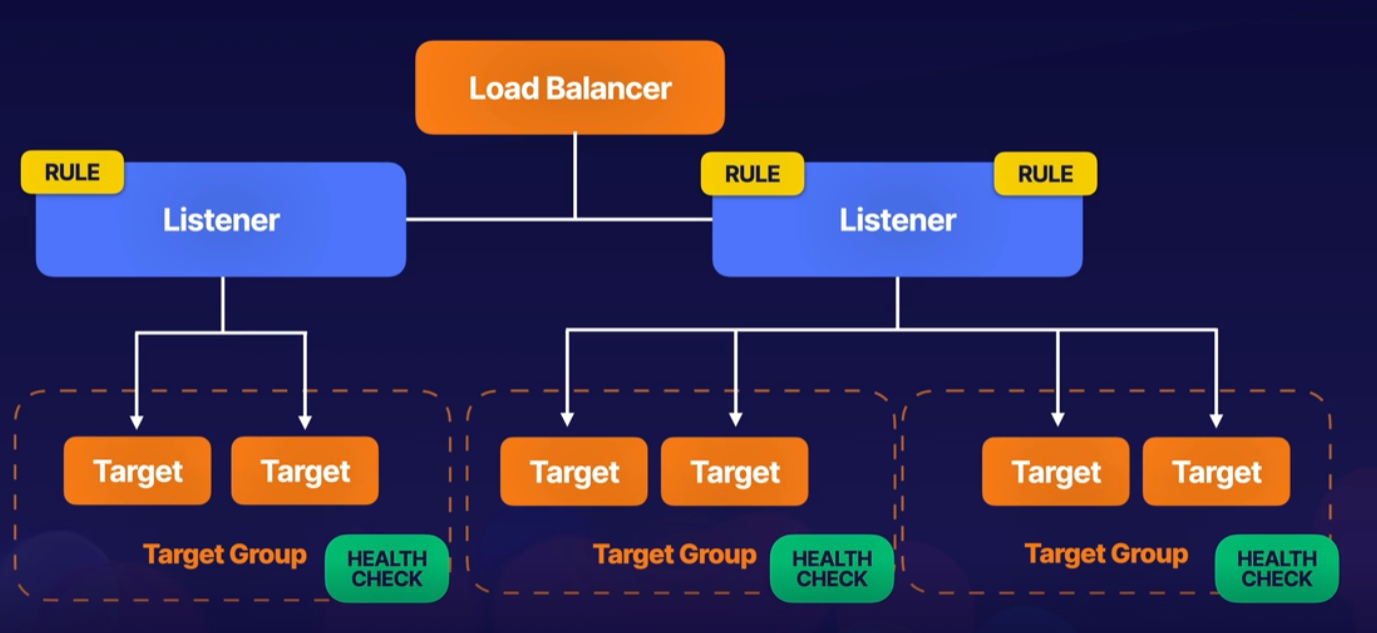 Load Balancer
RULE
RULE
RULE
Listener
Listener
Target
Target
Target
Target
Target
Target
Target Group
HEALTH
CHECK
Target Group
HEALTH
CHECK
Target Group
HEALTH
CHECK